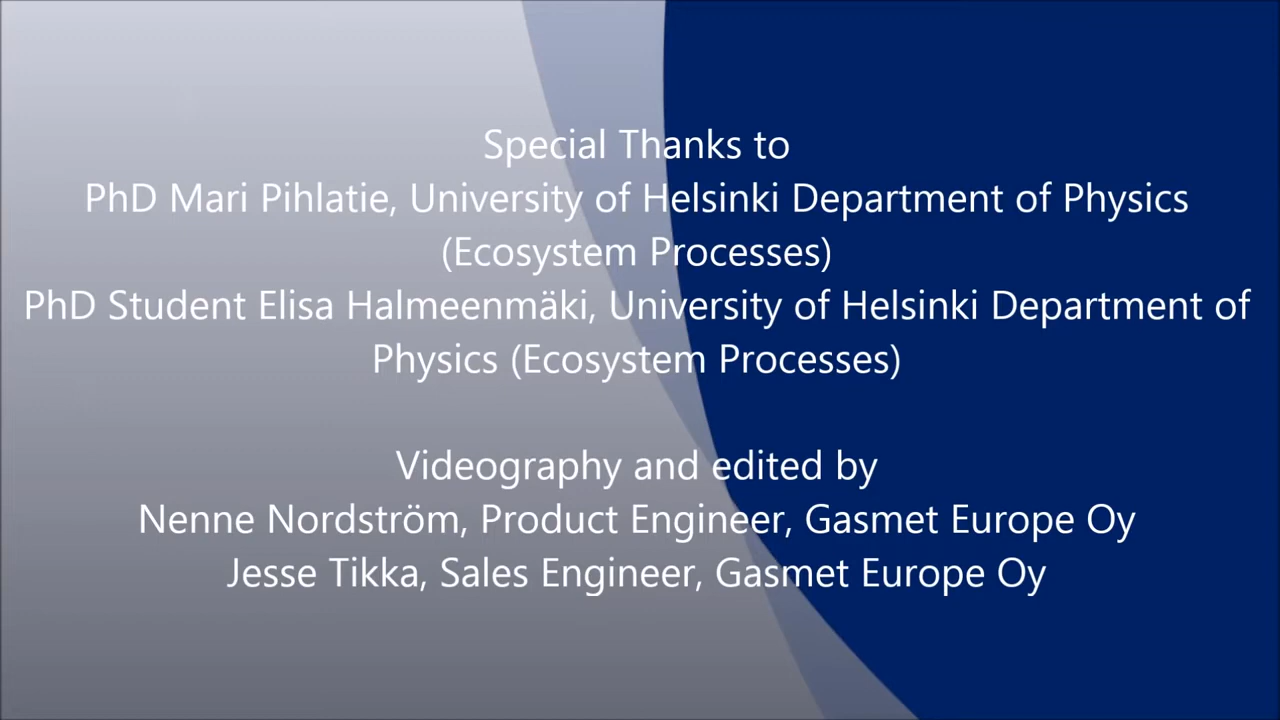 Special Thanks to
PhD Mari Pihlatie, University of Helsinki Department of Physics
(Ecosystem Processes)
PhD Student Elisa Halmeenmäki, University of Helsinki Department of
Physics (Ecosystem Processes)
Videography and edited by
Nenne Nordström, Product Engineer, Gasmet Europe Oy
Jesse Tikka, Sales Engineer, Gasmet Europe Oy